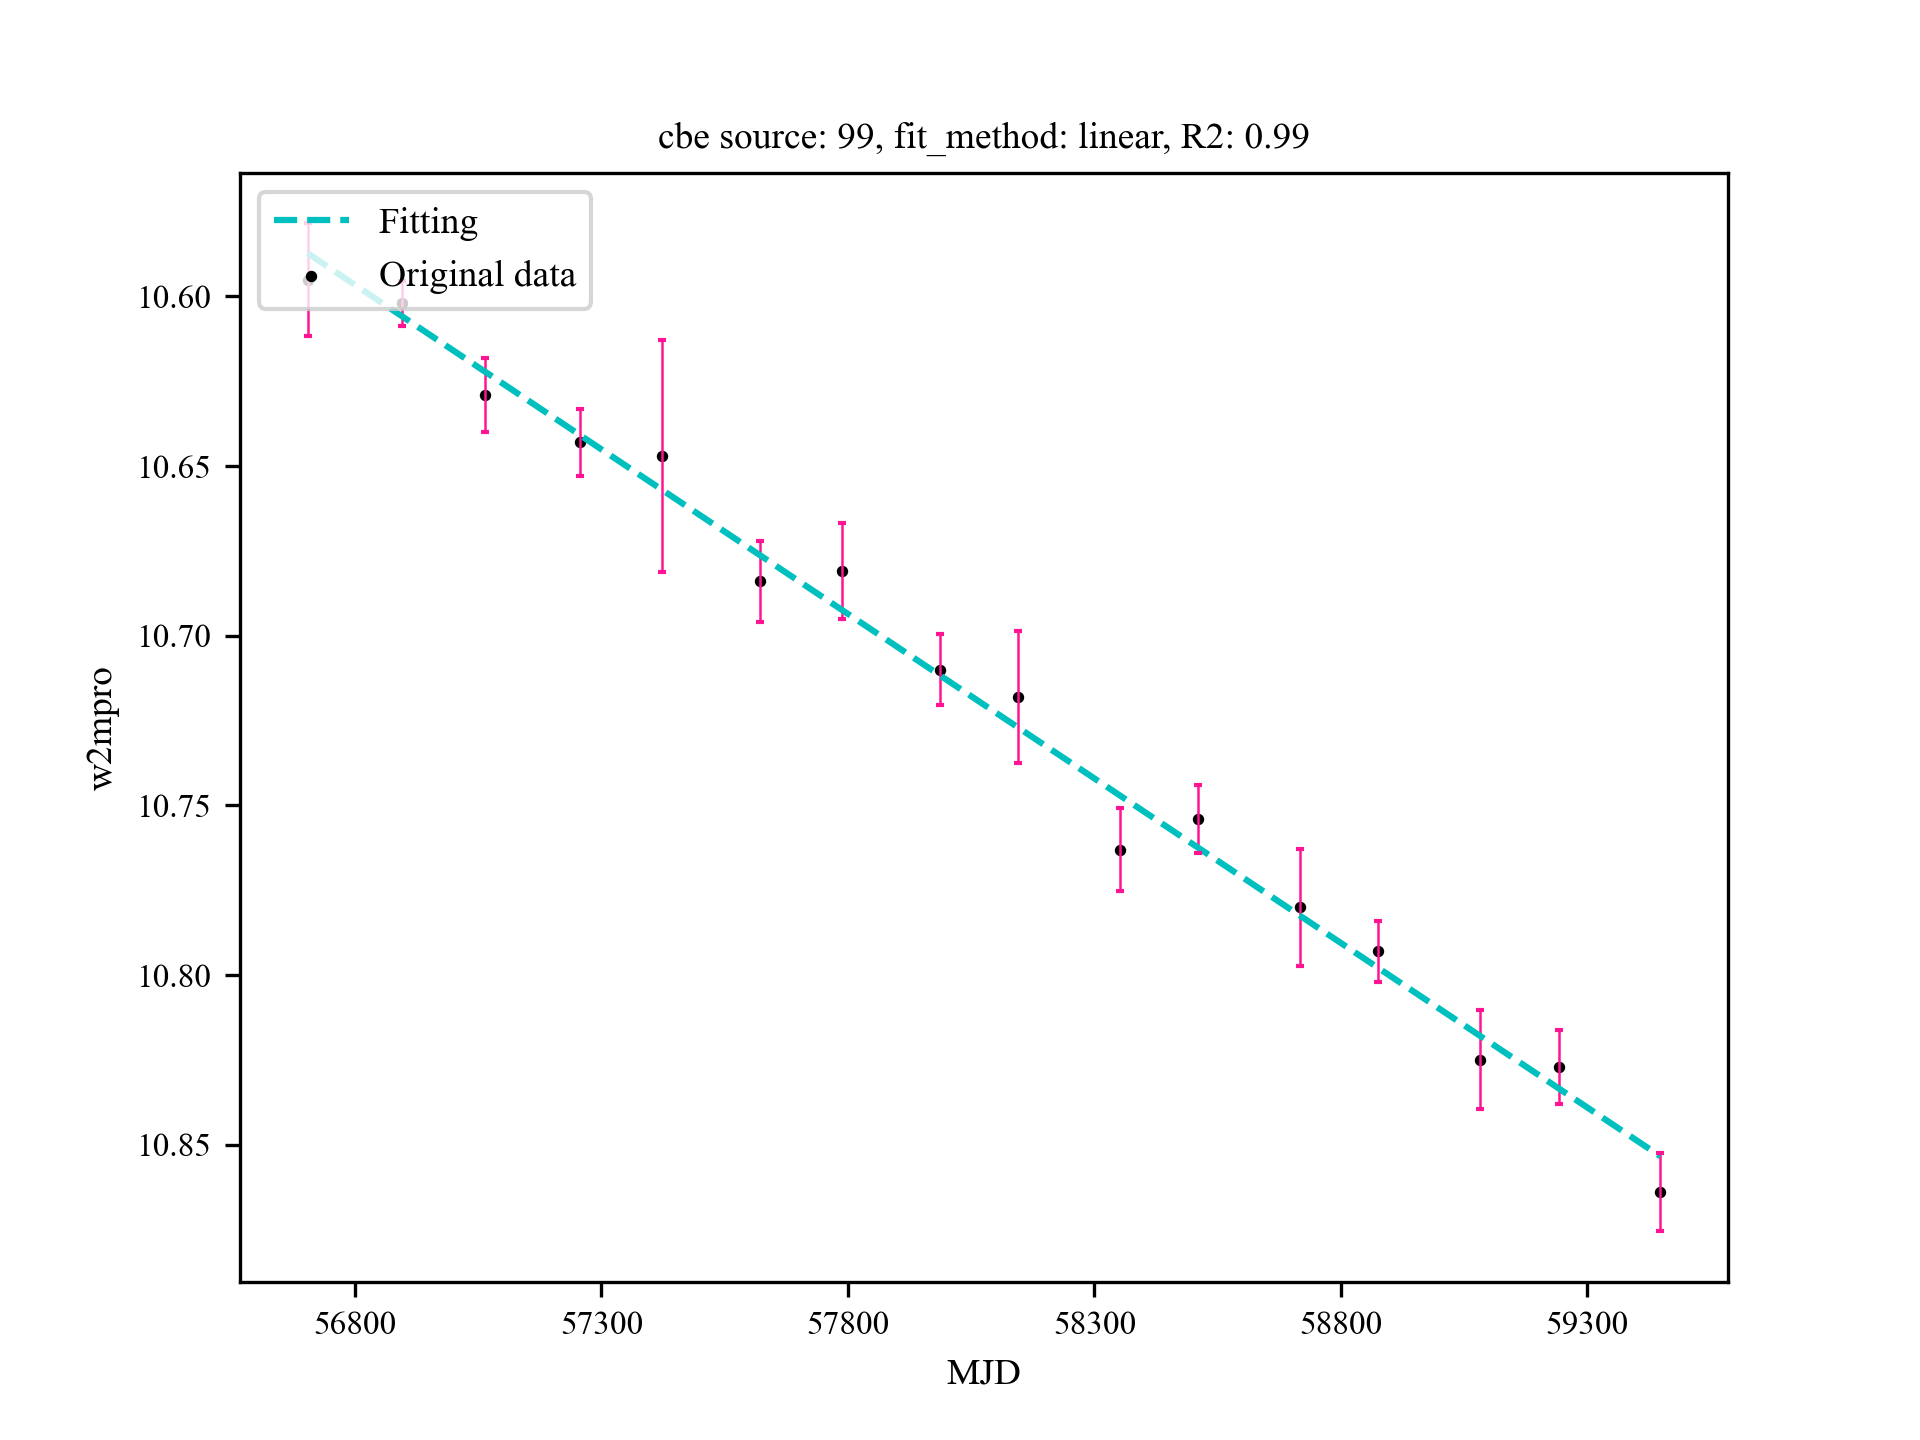 cbe source: 99, fit_method: linear, R2: 0.99
Fitting
Original data
10.60
10.65
10.70
10.75
10.80
10.85
w2mpro
56800
57300
57800
58300
58800
59300
MJD